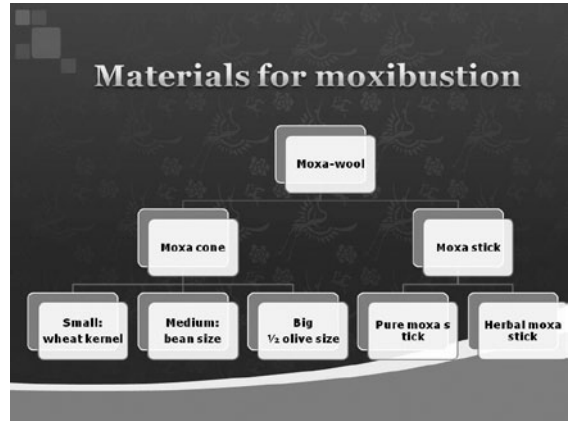 Materials for moxibustion
Moxa-wool
Moxa cone
Moxa stick
Small:
wheat kernel
Medium:
bean size
Big
½ olive size
Pure moxa s
tick
Herbal moxa
stick